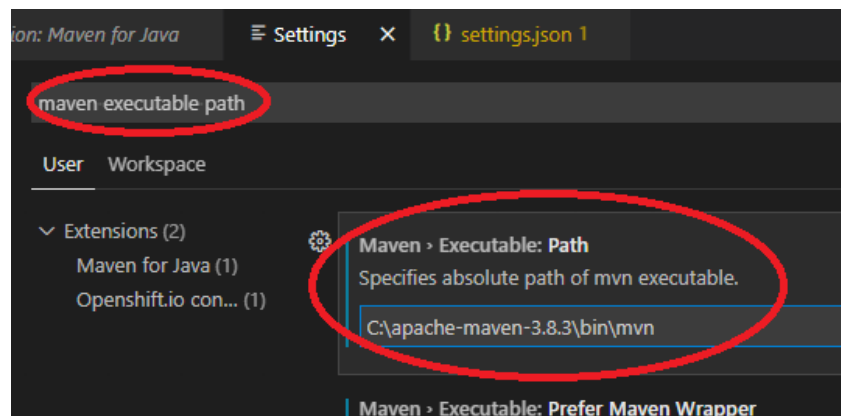 ion: Maven for Java
Settings
settings.json 1
maven executable path
User Workspace
Extensions (2)
Maven for Java (1)
Openshift.io con... (1)
Maven › Executable: Path
Specifies absolute path of mvn executable.
C:\apache-maven-3.8.3\bin\mvn
Maven › Executable: Prefer Maven Wrapper